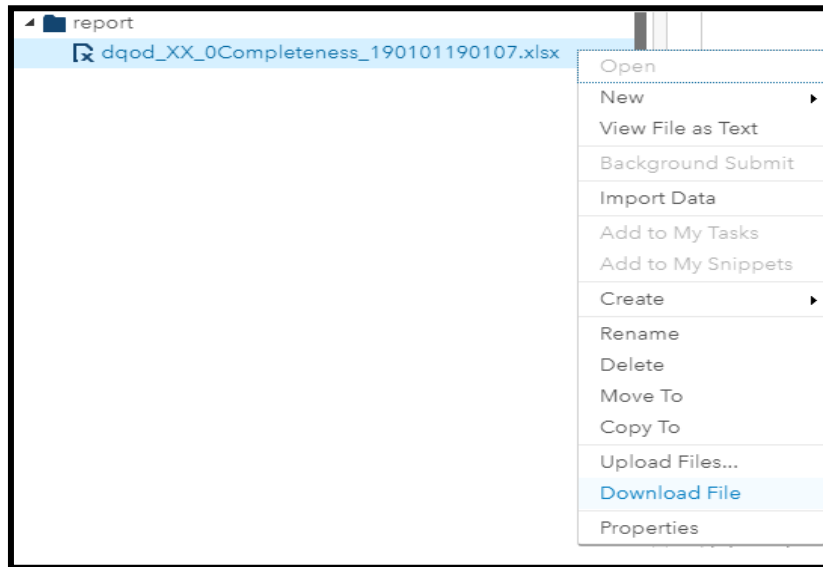 report
dqod_XX_0Completeness_190101190107.xlsx
Open
New
View File as Text
Background Submit
Import Data
Add to My Tasks
Add to My Snippets
Create
Rename
Delete
Move To
Copy To
Upload Files...
Download File
Properties